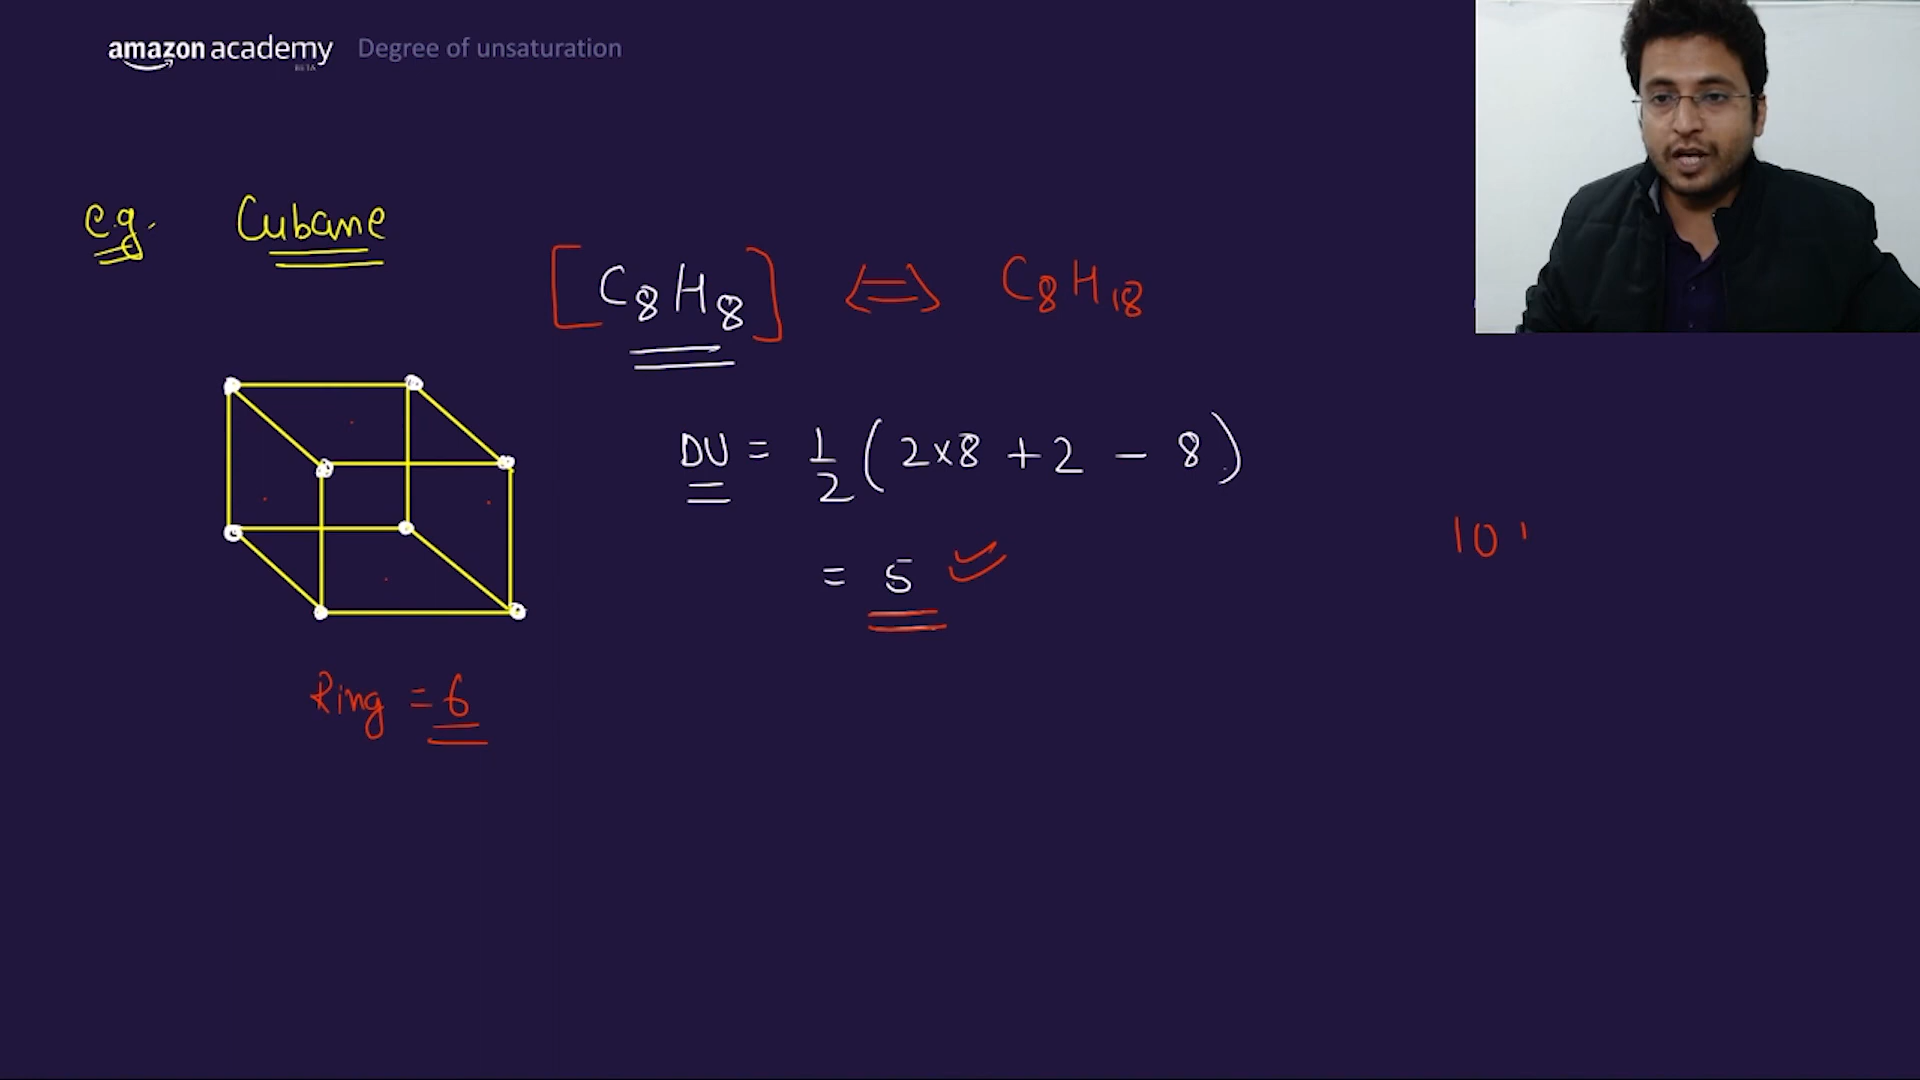 amazon academy Degree of unsaturation
BETA
e.g. Cubane
[C₈H₈] ⇔ C₈H₁₈
DU = 1/2 (2×8 + 2 − 8)
= 5 ✓
10 '
Ring = 6